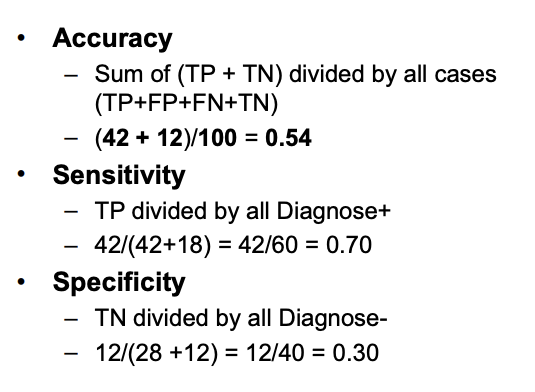 • Accuracy
– Sum of (TP + TN) divided by all cases
(TP+FP+FN+TN)
– (42 + 12)/100 = 0.54
• Sensitivity
– TP divided by all Diagnose+
– 42/(42+18) = 42/60 = 0.70
• Specificity
– TN divided by all Diagnose-
– 12/(28 +12) = 12/40 = 0.30